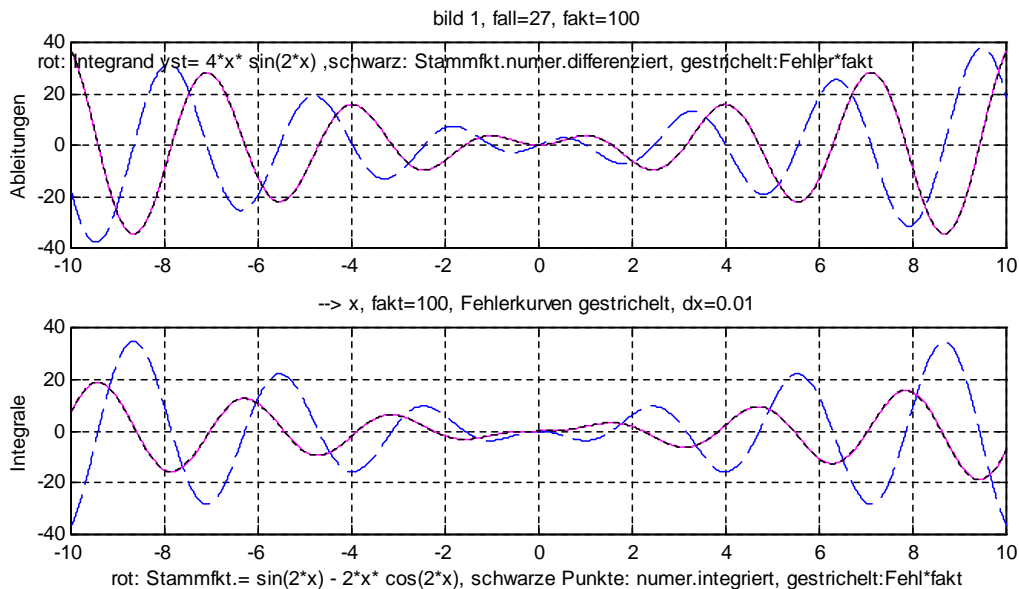 bild 1, fall=27, fakt=100
rot: Integrand yst= 4*x* sin(2*x) ,schwarz: Stammfkt.numer.differenziert, gestrichelt:Fehler*fakt
Ableitungen
40
20
0
-20
-40
-10 -8 -6 -4 -2 0 2 4 6 8 10
--> x, fakt=100, Fehlerkurven gestrichelt, dx=0.01
Integrale
40
20
0
-20
-40
-10 -8 -6 -4 -2 0 2 4 6 8 10
rot: Stammfkt.= sin(2*x) - 2*x* cos(2*x), schwarze Punkte: numer.integriert, gestrichelt:Fehl*fakt